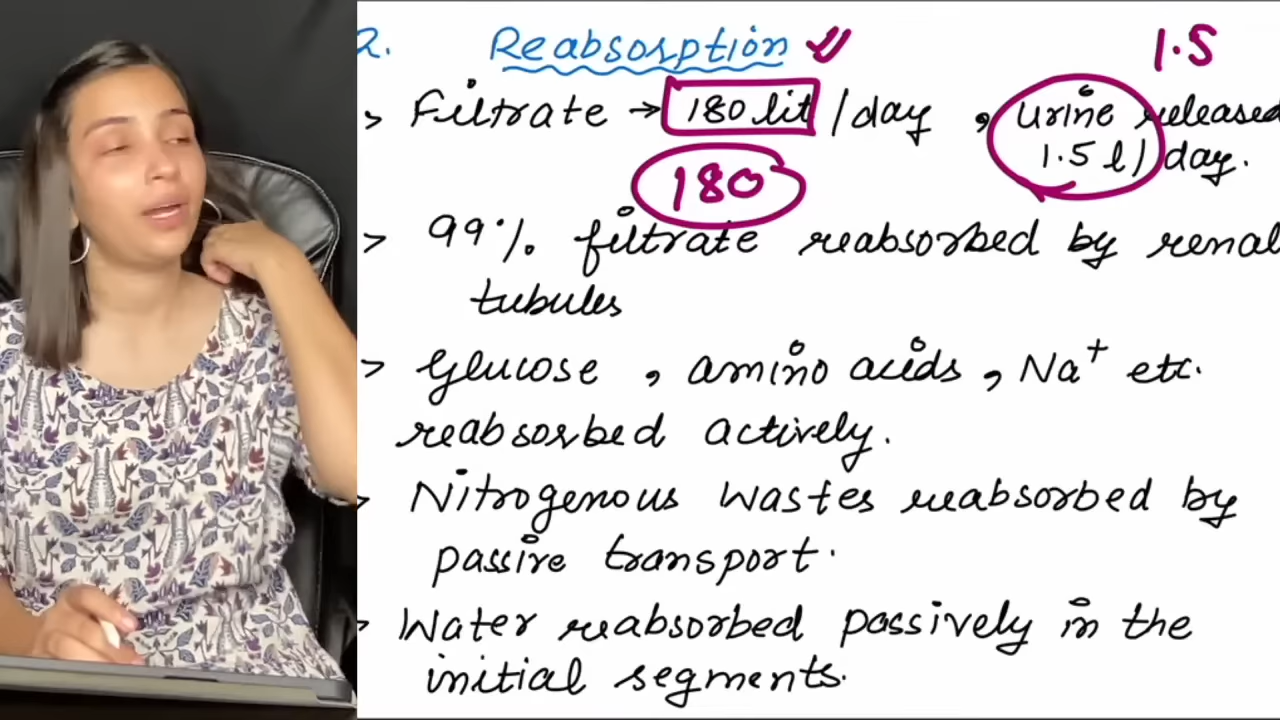 2. Reabsorption
1.5
> Filtrate → 180 lit /day , urine released
1.5 l / day.
180
> 99% filtrate reabsorbed by renal
tubules
> Glucose , amino acids , Na+ etc.
reabsorbed actively.
> Nitrogenous wastes reabsorbed by
passive transport.
> Water reabsorbed passively in the
initial segments.